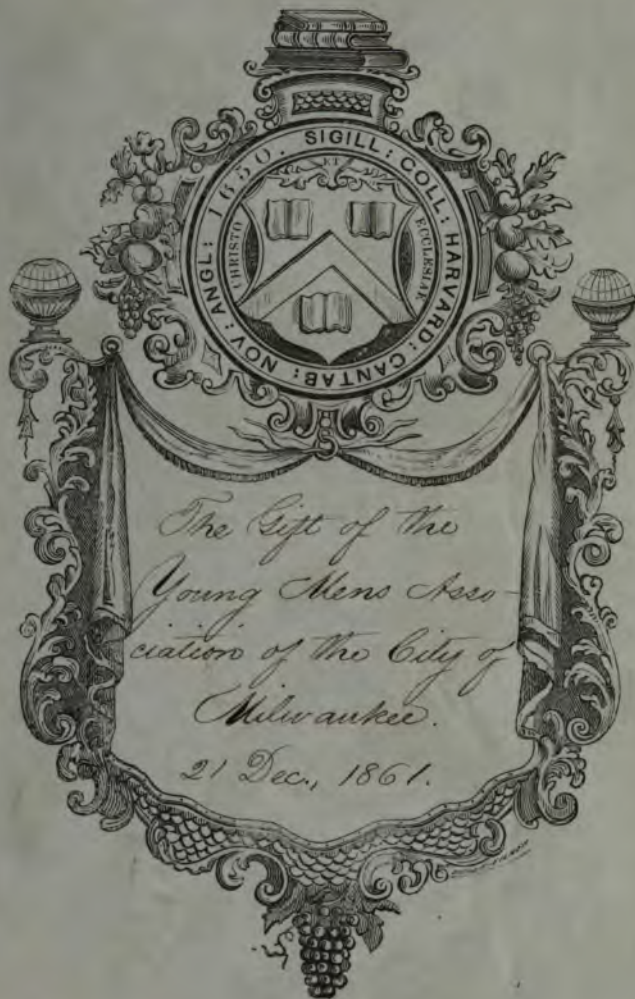 SIGILL: COLL: HARVARD: CANTAB: NOV: ANGL: 1650.
CHRISTO
ET
ECCLESIAE
The Gift of the
Young Mens Asso-
ciation of the City of
Milwaukee.
21 Dec., 1861.